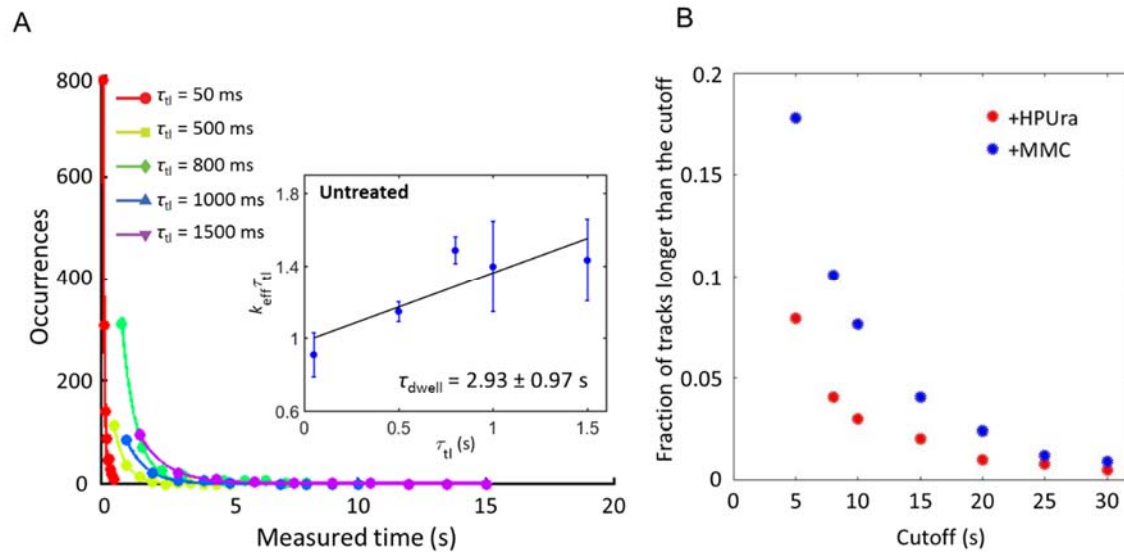 A
800
600
400
200
0
Occurrences
τtl = 50 ms
τtl = 500 ms
τtl = 800 ms
τtl = 1000 ms
τtl = 1500 ms
Untreated
1.8
1.4
1
0.6
keffτtl
τdwell = 2.93 ± 0.97 s
0 0.5 1 1.5
τtl (s)
0 5 10 15 20
Measured time (s)
B
0.2
0.15
0.1
0.05
0
Fraction of tracks longer than the cutoff
+HPUra
+MMC
0 5 10 15 20 25 30
Cutoff (s)